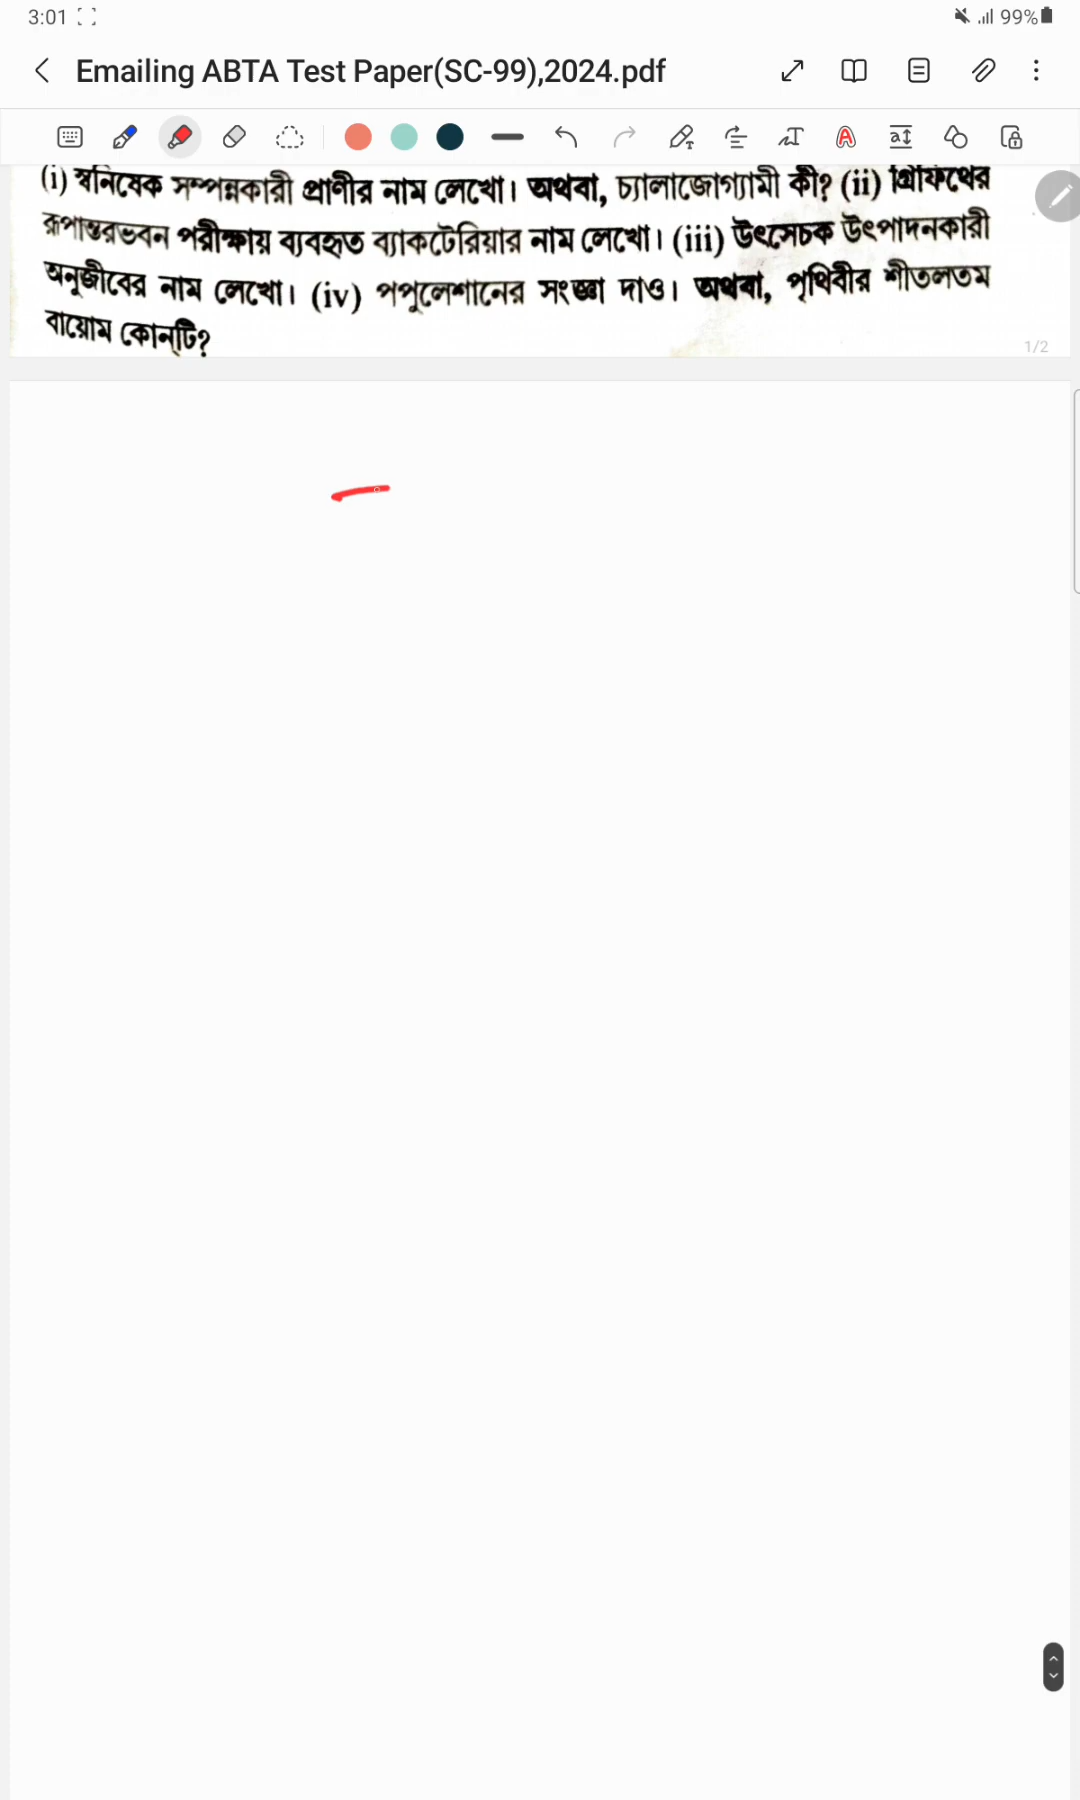 3:01
99%
Emailing ABTA Test Paper(SC-99),2024.pdf
(i) স্বনিষেক সম্পন্নকারী প্রাণীর নাম লেখো। অথবা, চ্যালাজোগ্যামী কী? (ii) গ্রিফিথের
রূপান্তরভবন পরীক্ষায় ব্যবহৃত ব্যাকটেরিয়ার নাম লেখো। (iii) উৎসেচক উৎপাদনকারী
অনুজীবের নাম লেখো। (iv) পপুলেশানের সংজ্ঞা দাও। অথবা, পৃথিবীর শীতলতম
বায়োম কোন্‌টি?
1/2